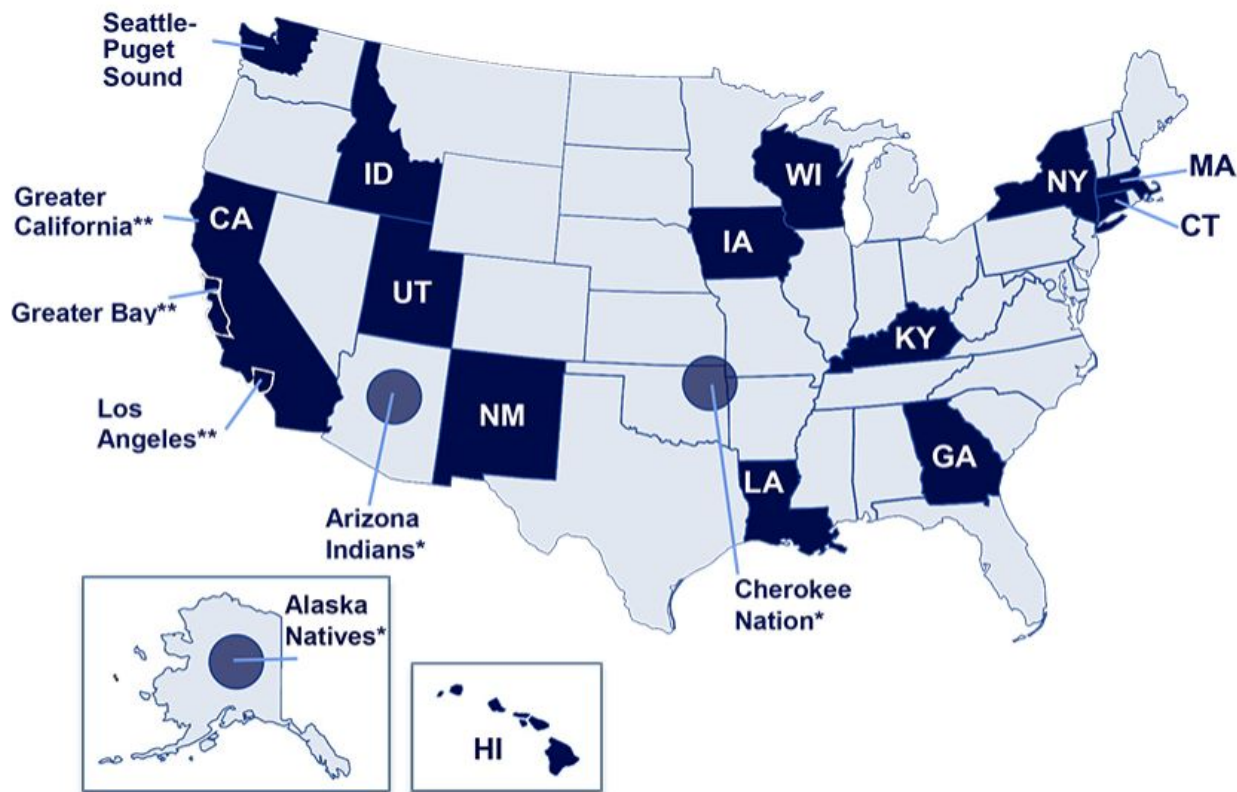 Seattle-
Puget
Sound
ID
WI
NY
MA
Greater
California**
CA
IA
CT
UT
Greater Bay**
KY
Los
Angeles**
NM
GA
LA
Arizona
Indians*
Cherokee
Nation*
Alaska
Natives*
HI